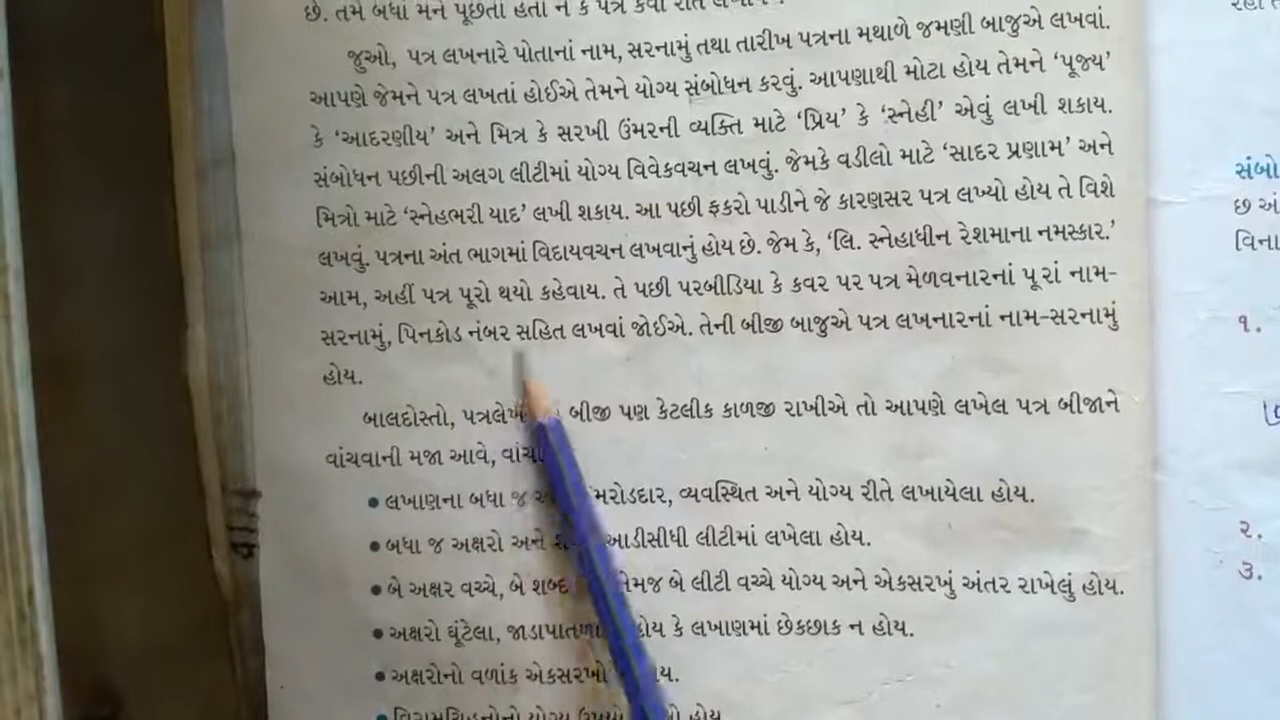 છે. તમે બધાં મને પૂછતાં હતાં ને કે પત્ર કેવી રીતે
જુઓ, પત્ર લખનારે પોતાનાં નામ, સરનામું તથા તારીખ પત્રના મથાળે જમણી બાજુએ લખવાં.
આપણે જેમને પત્ર લખતાં હોઈએ તેમને યોગ્ય સંબોધન કરવું. આપણાથી મોટા હોય તેમને ‘પૂજ્ય’
કે ‘આદરણીય’ અને મિત્ર કે સરખી ઉંમરની વ્યક્તિ માટે ‘પ્રિય’ કે ‘સ્નેહી’ એવું લખી શકાય.
સંબોધન પછીની અલગ લીટીમાં યોગ્ય વિવેકવચન લખવું. જેમકે વડીલો માટે ‘સાદર પ્રણામ’ અને
મિત્રો માટે ‘સ્નેહભરી યાદ’ લખી શકાય. આ પછી ફકરો પાડીને જે કારણસર પત્ર લખ્યો હોય તે વિશે
લખવું. પત્રના અંત ભાગમાં વિદાયવચન લખવાનું હોય છે. જેમ કે, ‘લિ. સ્નેહાધીન રેશમાના નમસ્કાર.’
આમ, અહીં પત્ર પૂરો થયો કહેવાય. તે પછી પરબીડિયા કે કવર પર પત્ર મેળવનારનાં પૂરાં નામ-
સરનામું, પિનકોડ નંબર સહિત લખવાં જોઈએ. તેની બીજી બાજુએ પત્ર લખનારનાં નામ-સરનામું
હોય.
બાલદોસ્તો, બીજી પણ કેટલીક કાળજી રાખીએ તો આપણે લખેલ પત્ર બીજાને
વાંચવાની મજા આવે,
• લખાણના બધા જ મરોડદાર, વ્યવસ્થિત અને યોગ્ય રીતે લખાયેલા હોય.
• બધા જ અક્ષરો અને આડીસીધી લીટીમાં લખેલા હોય.
• બે અક્ષર વચ્ચે, બે શબ્દ તેમજ બે લીટી વચ્ચે યોગ્ય અને એકસરખું અંતર રાખેલું હોય.
• અક્ષરો ઘૂંટેલા, જાડાપાતળા હોય કે લખાણમાં છેકછાક ન હોય.
• અક્ષરોનો વળાંક એકસરખો
• વિરામચિહ્નોનો યોગ્ય હોય
સંબો
છ અં
વિના
૧.
૨.
૩.